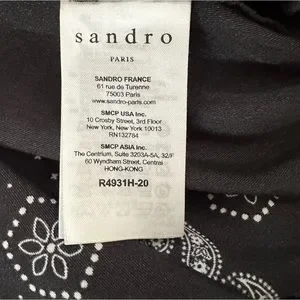 sandro
PARIS
SANDRO FRANCE
61 rue de Turenne
75003 Paris
www.sandro-paris.com
SMCP USA Inc.
10 Crosby Street, 3rd Floor
New York, New York 10013
RN132784
SMCP ASIA Inc.
The Centrium, Suite 3203A-5A, 32/F
60 Wyndham Street, Central
HONG-KONG
R4931H-20